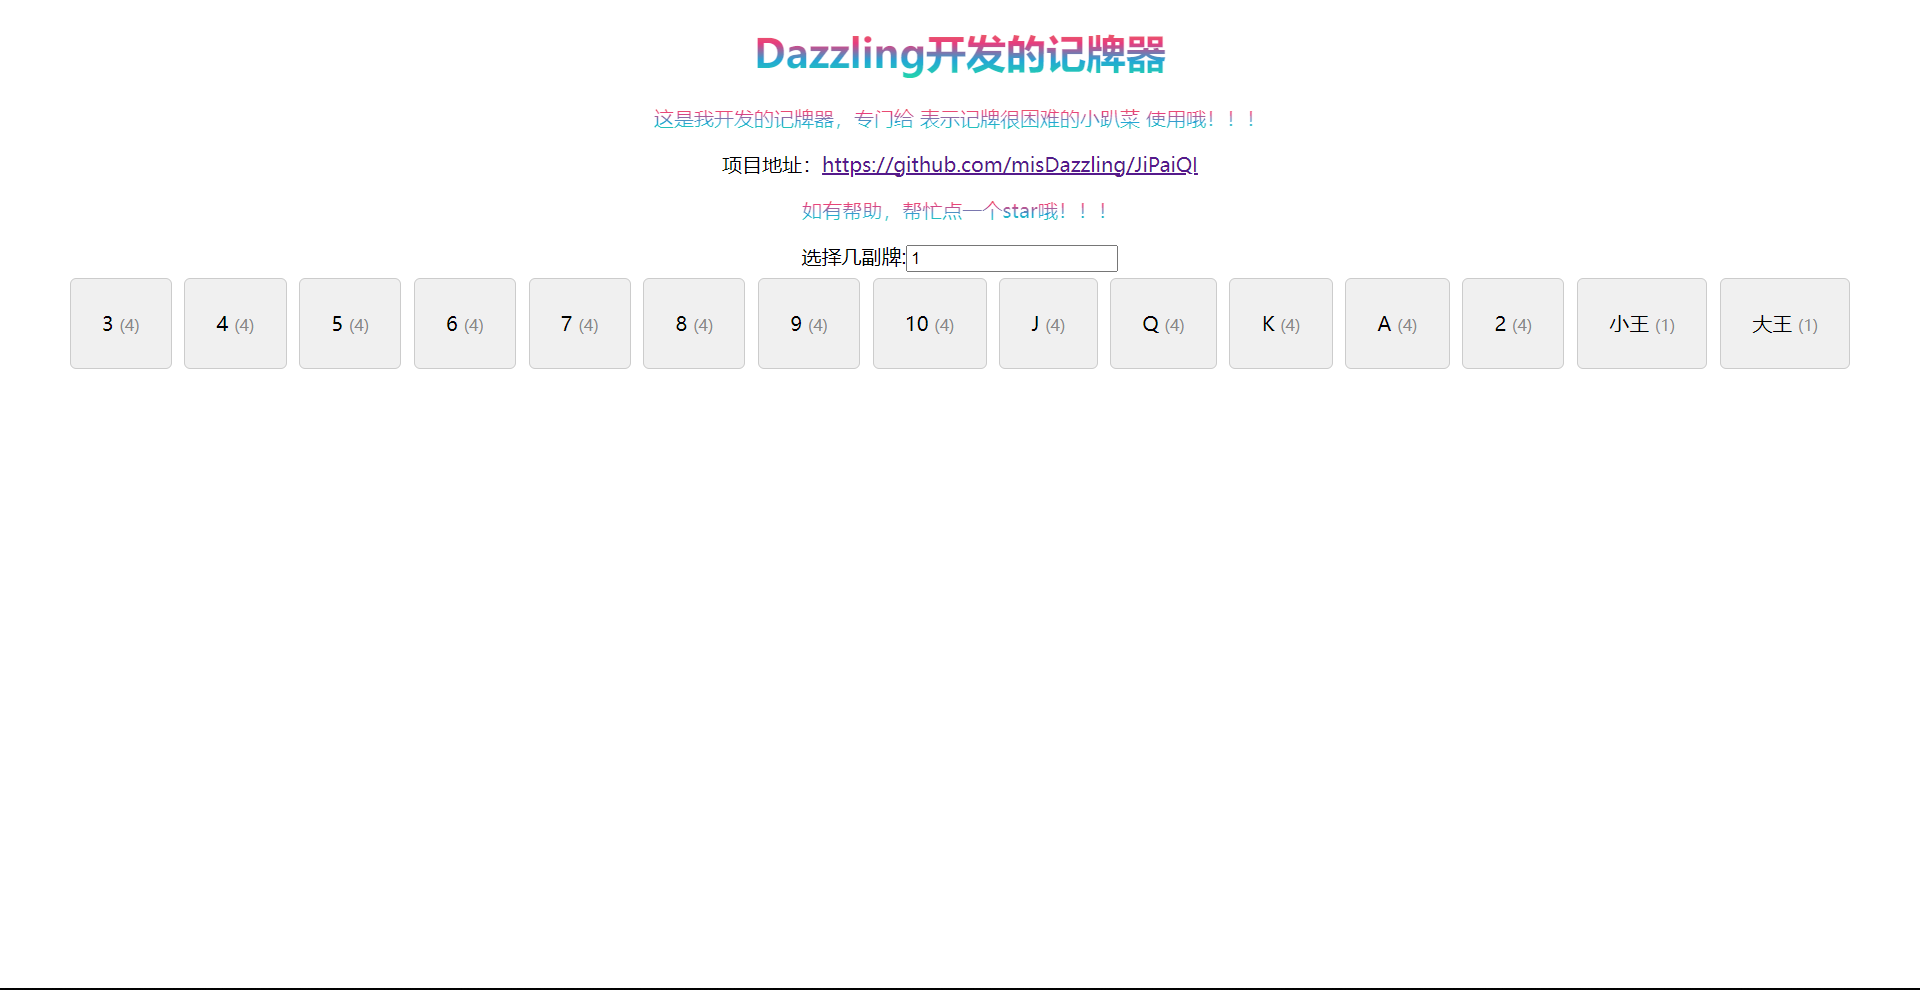 Dazzling开发的记牌器
这是我开发的记牌器，专门给 表示记牌很困难的小趴菜 使用哦！！！
项目地址：https://github.com/misDazzling/JiPaiQI
如有帮助，帮忙点一个star哦！！！
选择几副牌:1
3 (4) 4 (4) 5 (4) 6 (4) 7 (4) 8 (4) 9 (4) 10 (4) J (4) Q (4) K (4) A (4) 2 (4) 小王 (1) 大王 (1)